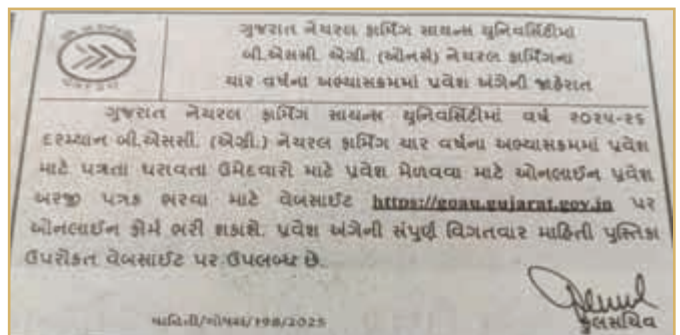 ગુજરાત નેચરલ ફાર્મિંગ સાયન્સ યુનિવર્સિટીમાં
બી.એસસી. એગ્રી. (ઓનર્સ) નેચરલ ફાર્મિંગના
ચાર વર્ષના અભ્યાસક્રમમાં પ્રવેશ અંગેની જાહેરાત
ગુજરાત નેચરલ ફાર્મિંગ સાયન્સ યુનિવર્સિટીમાં વર્ષ ૨૦૨૫-૨૬
દરમ્યાન બી.એસસી. (એગ્રી.) નેચરલ ફાર્મિંગ ચાર વર્ષના અભ્યાસક્રમમાં પ્રવેશ
માટે પત્રતા ધરાવતા ઉમેદવારો માટે પ્રવેશ મેળવવા માટે ઓનલાઈન પ્રવેશ
અરજી પત્રક ભરવા માટે વેબસાઈટ https://goau.gujarat.gov.in પર
ઓનલાઈન ફોર્મ ભરી શકાશે. પ્રવેશ અંગેની સંપુર્ણ વિગતવાર માહિતી પુસ્તિકા
ઉપરોકત વેબસાઈટ પર ઉપલબ્ધ છે.
કુલસચિવ